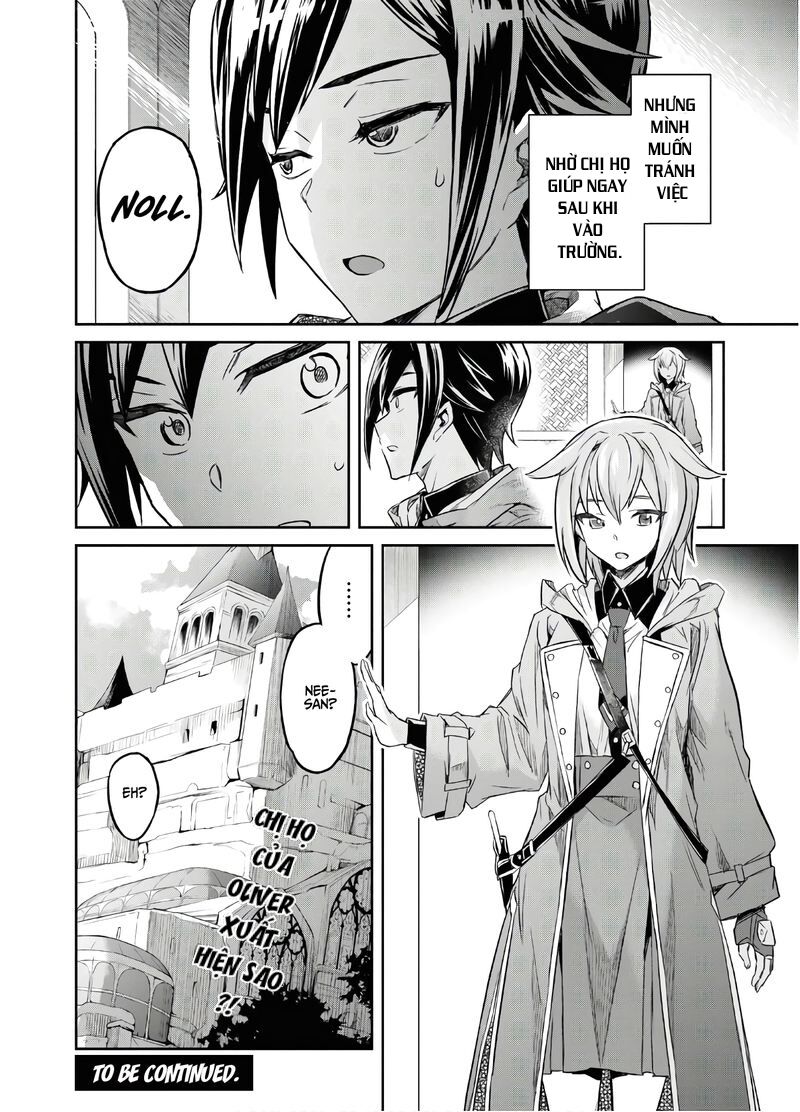 NHƯNG
MÌNH
MUỐN
TRÁNH
VIỆC
NHỜ CHỊ HỌ
GIÚP NGAY
SAU KHI
VÀO
TRƯỜNG.
NOLL.
......
NEE-
SAN?
EH?
CHỊ HỌ
CỦA
OLIVER
XUẤT
HIỆN SAO
?!
TO BE CONTINUED.